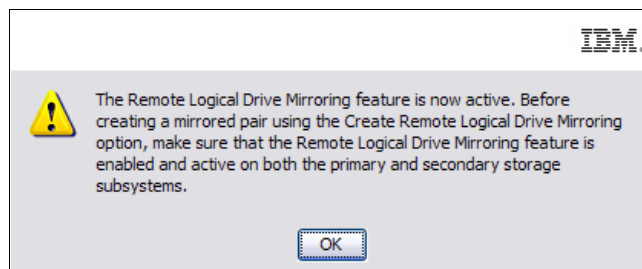 IBM.
The Remote Logical Drive Mirroring feature is now active. Before
creating a mirrored pair using the Create Remote Logical Drive Mirroring
option, make sure that the Remote Logical Drive Mirroring feature is
enabled and active on both the primary and secondary storage
subsystems.
OK